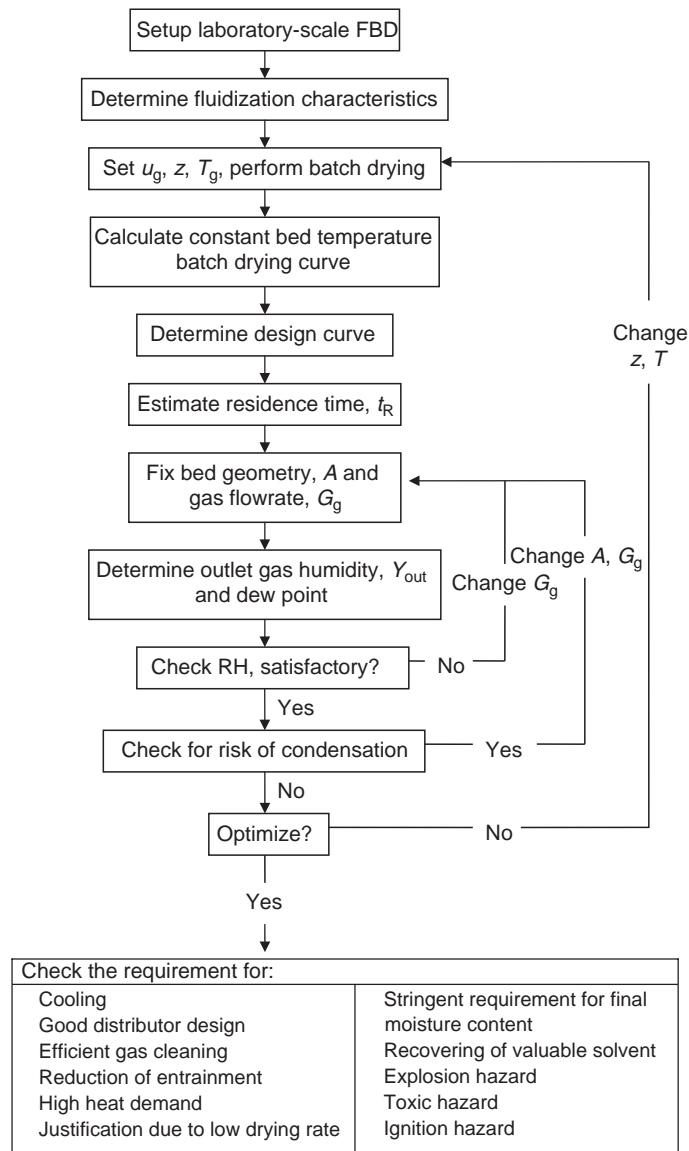 Setup laboratory-scale FBD
Determine fluidization characteristics
Set u_g, z, T_g, perform batch drying
Calculate constant bed temperature
batch drying curve
Determine design curve
Change
z, T
Estimate residence time, t_R
Fix bed geometry, A and
gas flowrate, G_g
Change A, G_g
Determine outlet gas humidity, Y_out
and dew point
Change G_g
Check RH, satisfactory?
No
Yes
Check for risk of condensation
Yes
No
Optimize?
No
Yes
Check the requirement for:
Cooling
Good distributor design
Efficient gas cleaning
Reduction of entrainment
High heat demand
Justification due to low drying rate
Stringent requirement for final
moisture content
Recovering of valuable solvent
Explosion hazard
Toxic hazard
Ignition hazard